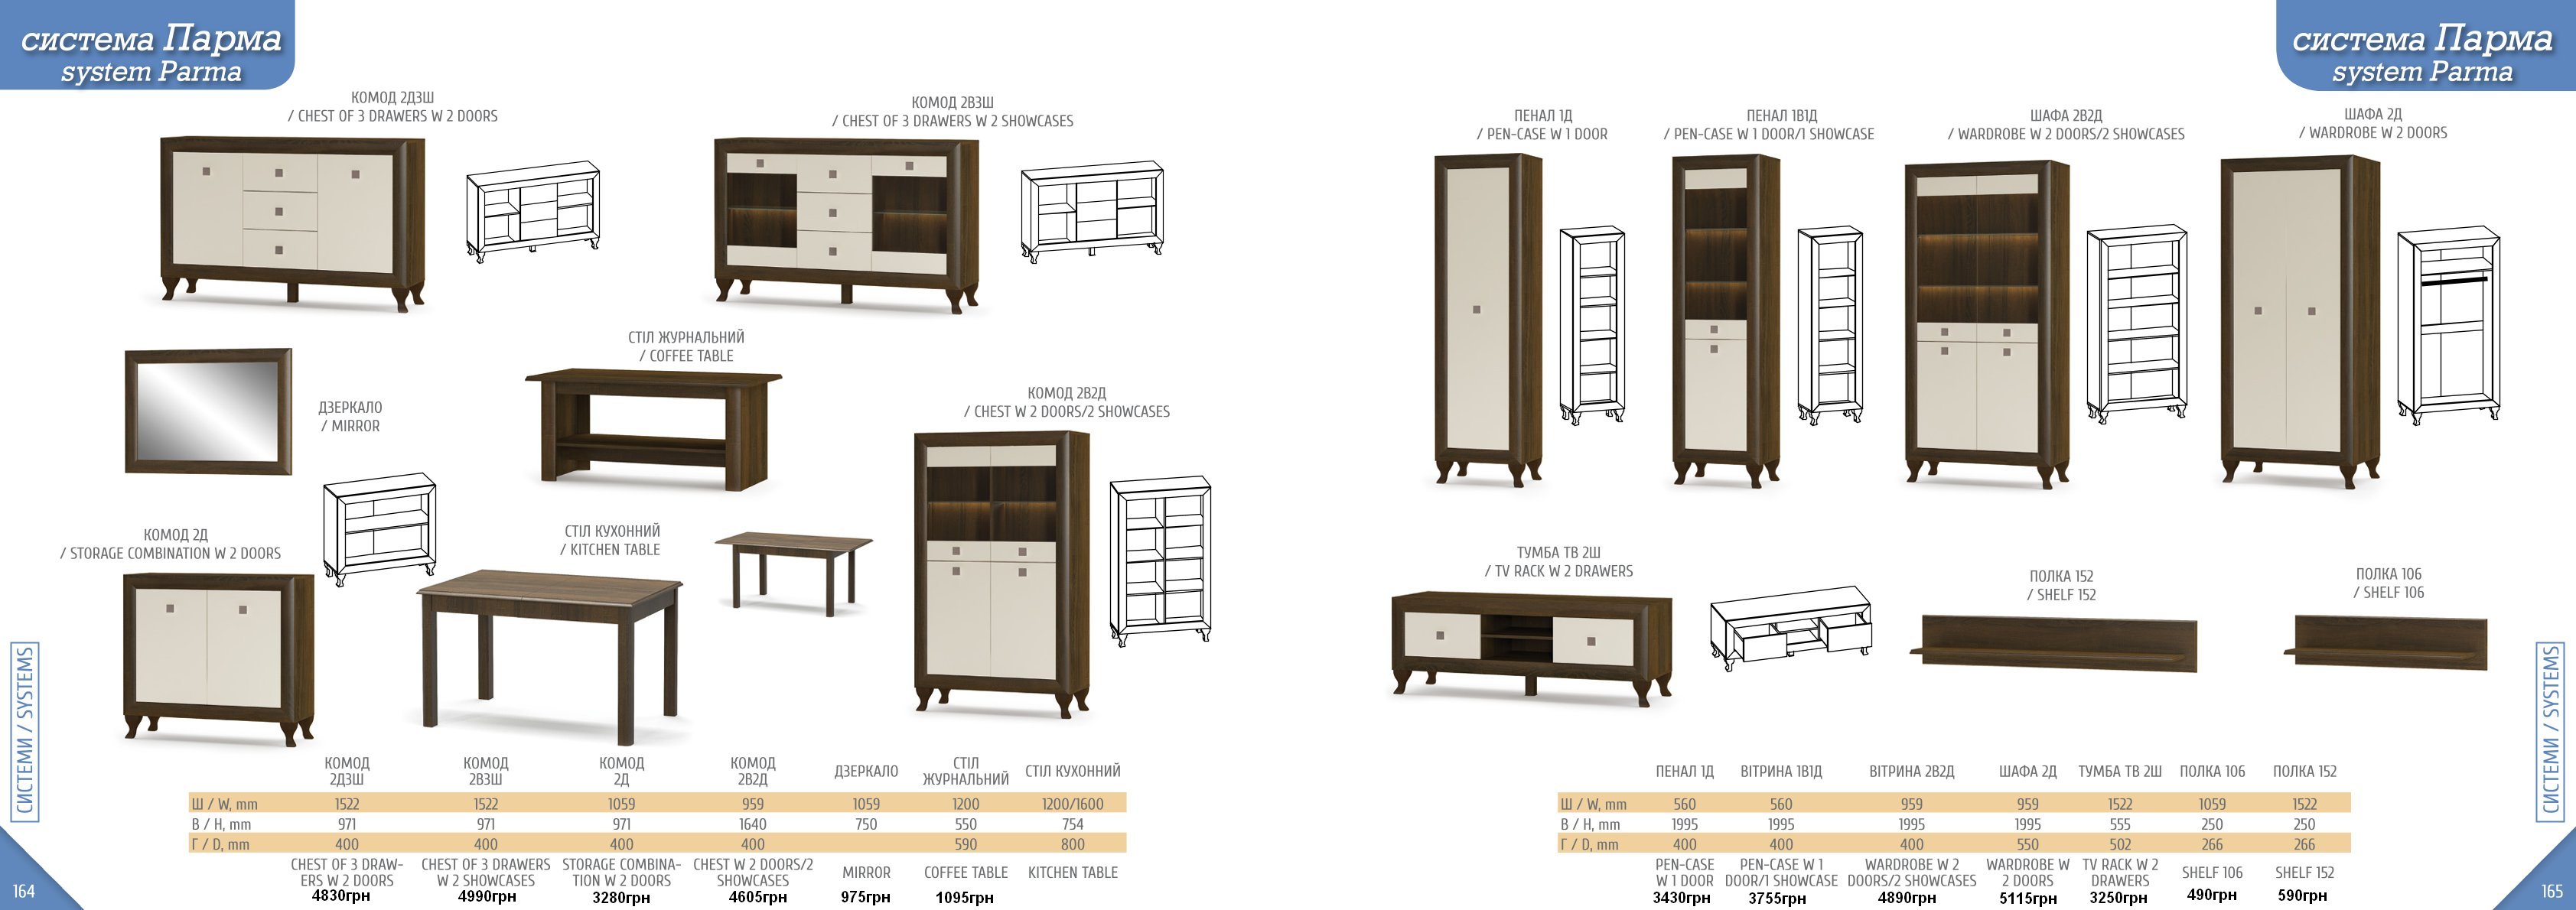 система Парма
system Parma
КОМОД 2Д3Ш
/ CHEST OF 3 DRAWERS W 2 DOORS
КОМОД 2В3Ш
/ CHEST OF 3 DRAWERS W 2 SHOWCASES
СТІЛ ЖУРНАЛЬНИЙ
/ COFFEE TABLE
ДЗЕРКАЛО
/ MIRROR
КОМОД 2В2Д
/ CHEST W 2 DOORS/2 SHOWCASES
КОМОД 2Д
/ STORAGE COMBINATION W 2 DOORS
СТІЛ КУХОННИЙ
/ KITCHEN TABLE
СИСТЕМИ / SYSTEMS
КОМОД 2Д3Ш КОМОД 2В3Ш КОМОД 2Д КОМОД 2В2Д ДЗЕРКАЛО СТІЛ ЖУРНАЛЬНИЙ СТІЛ КУХОННИЙ
Ш / W, mm 1522 1522 1059 959 1059 1200 1200/1600
В / H, mm 971 971 971 1640 750 550 754
Г / D, mm 400 400 400 400 590 800
CHEST OF 3 DRAW- CHEST OF 3 DRAWERS STORAGE COMBINA- CHEST W 2 DOORS/2 MIRROR COFFEE TABLE KITCHEN TABLE
ERS W 2 DOORS W 2 SHOWCASES TION W 2 DOORS SHOWCASES
4830грн 4990грн 3280грн 4605грн 975грн 1095грн
164
система Парма
system Parma
ПЕНАЛ 1Д
/ PEN-CASE W 1 DOOR
ПЕНАЛ 1В1Д
/ PEN-CASE W 1 DOOR/1 SHOWCASE
ШАФА 2В2Д
/ WARDROBE W 2 DOORS/2 SHOWCASES
ШАФА 2Д
/ WARDROBE W 2 DOORS
ТУМБА ТВ 2Ш
/ TV RACK W 2 DRAWERS
ПОЛКА 152
/ SHELF 152
ПОЛКА 106
/ SHELF 106
СИСТЕМИ / SYSTEMS
ПЕНАЛ 1Д ВІТРИНА 1В1Д ВІТРИНА 2В2Д ШАФА 2Д ТУМБА ТВ 2Ш ПОЛКА 106 ПОЛКА 152
Ш / W, mm 560 560 959 959 1522 1059 1522
В / H, mm 1995 1995 1995 1995 555 250 250
Г / D, mm 400 400 400 550 502 266 266
PEN-CASE PEN-CASE W 1 WARDROBE W 2 WARDROBE W TV RACK W 2 SHELF 106 SHELF 152
W 1 DOOR DOOR/1 SHOWCASE DOORS/2 SHOWCASES 2 DOORS DRAWERS
3430грн 3755грн 4890грн 5115грн 3250грн 490грн 590грн
165